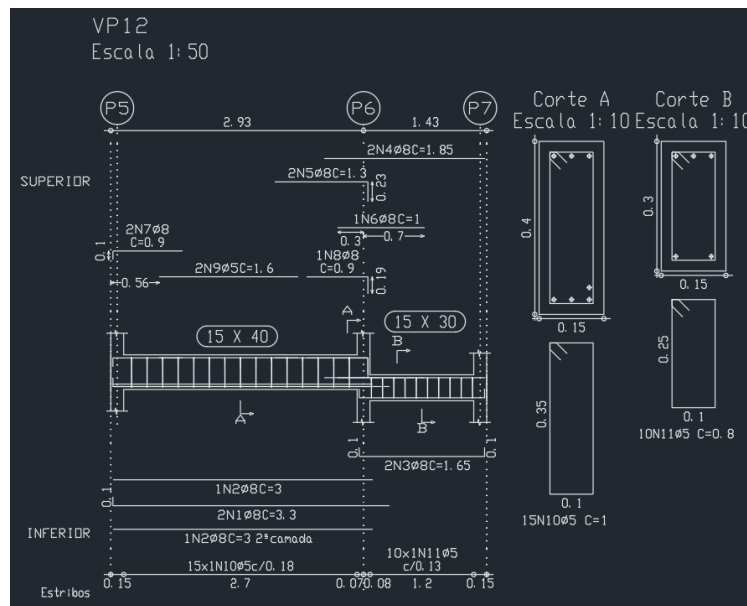 VP12
Escala 1:50
P5
P6
P7
2.93
1.43
Corte A
Escala 1:10
Corte B
Escala 1:10
SUPERIOR
2N4ø8C=1.85
2N5ø8C=1.3
0.23
1N6ø8C=1
0.3
0.7
2N7ø8
C=0.9
0.1
1N8ø8
C=0.9
0.56
2N9ø5C=1.6
0.19
0.4
0.15
0.3
0.15
A
15 X 40
B
15 X 30
A
B
0.35
0.1
15N10ø5 C=1
0.25
0.1
10N11ø5 C=0.8
0.1
0.1
2N3ø8C=1.65
1N2ø8C=3
0.1
2N1ø8C=3.3
INFERIOR
1N2ø8C=3 2ªcamada
15x1N10ø5c/0.18
10x1N11ø5
c/0.13
Estribos
0.15
2.7
0.07
0.08
1.2
0.15